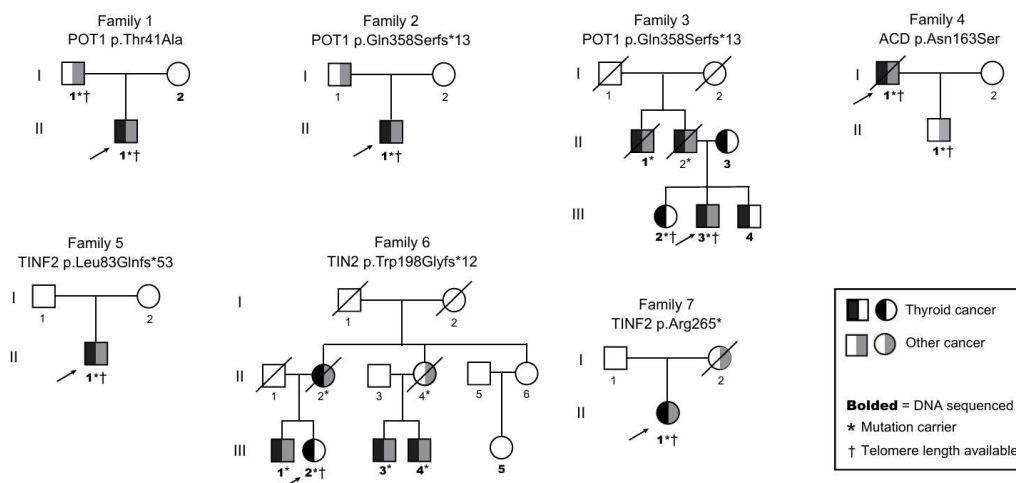 Family 1
POT1 p.Thr41Ala
I
1*†
2
II
1*†
Family 2
POT1 p.Gln358Serfs*13
1
2
1*†
Family 3
POT1 p.Gln358Serfs*13
I
1
2
II
1*
2*
3
III
2*†
3*†
4
Family 4
ACD p.Asn163Ser
I
1*†
2
II
1*†
Family 5
TINF2 p.Leu83Glnfs*53
I
1
2
II
1*†
Family 6
TIN2 p.Trp198Glyfs*12
I
1
2
II
1
2*
3
4*
5
6
III
1*
2*†
3*
4*
5
Family 7
TINF2 p.Arg265*
I
1
2
II
1*†
Thyroid cancer
Other cancer
Bolded = DNA sequenced
* Mutation carrier
† Telomere length available